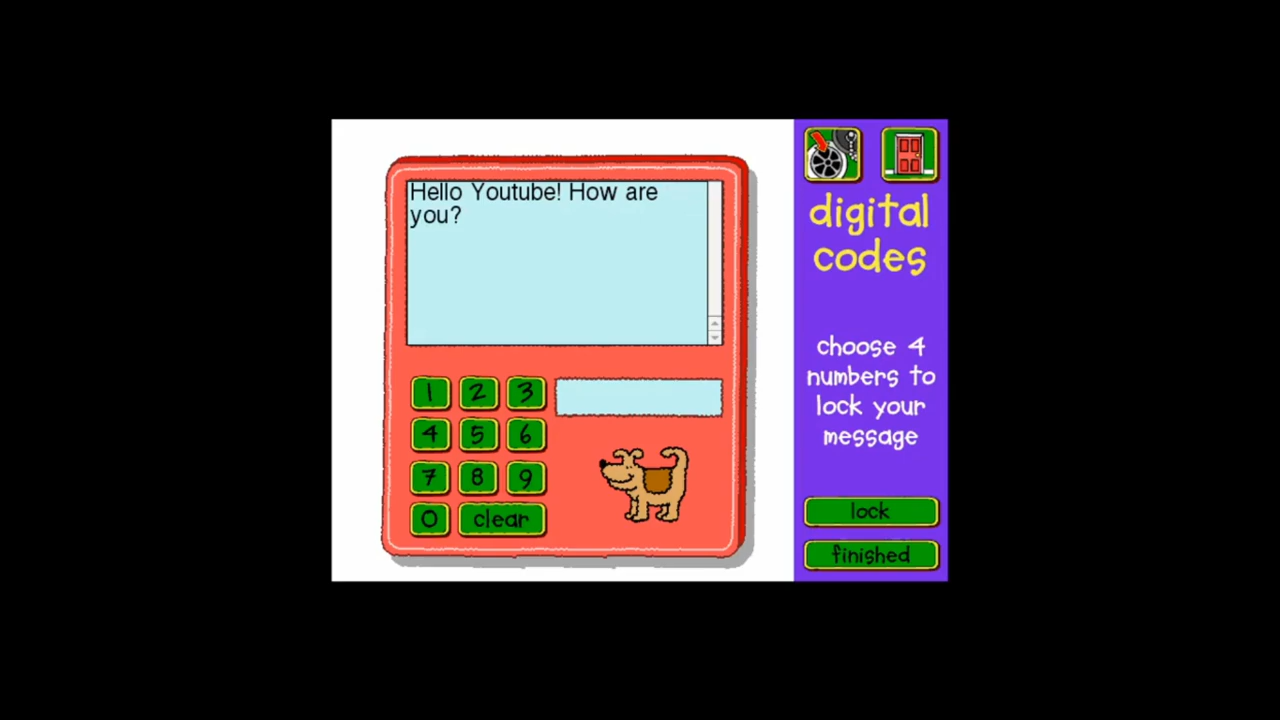 Hello Youtube! How are
you?
1 2 3
4 5 6
7 8 9
0 clear
digital
codes
choose 4
numbers to
lock your
message
lock
finished